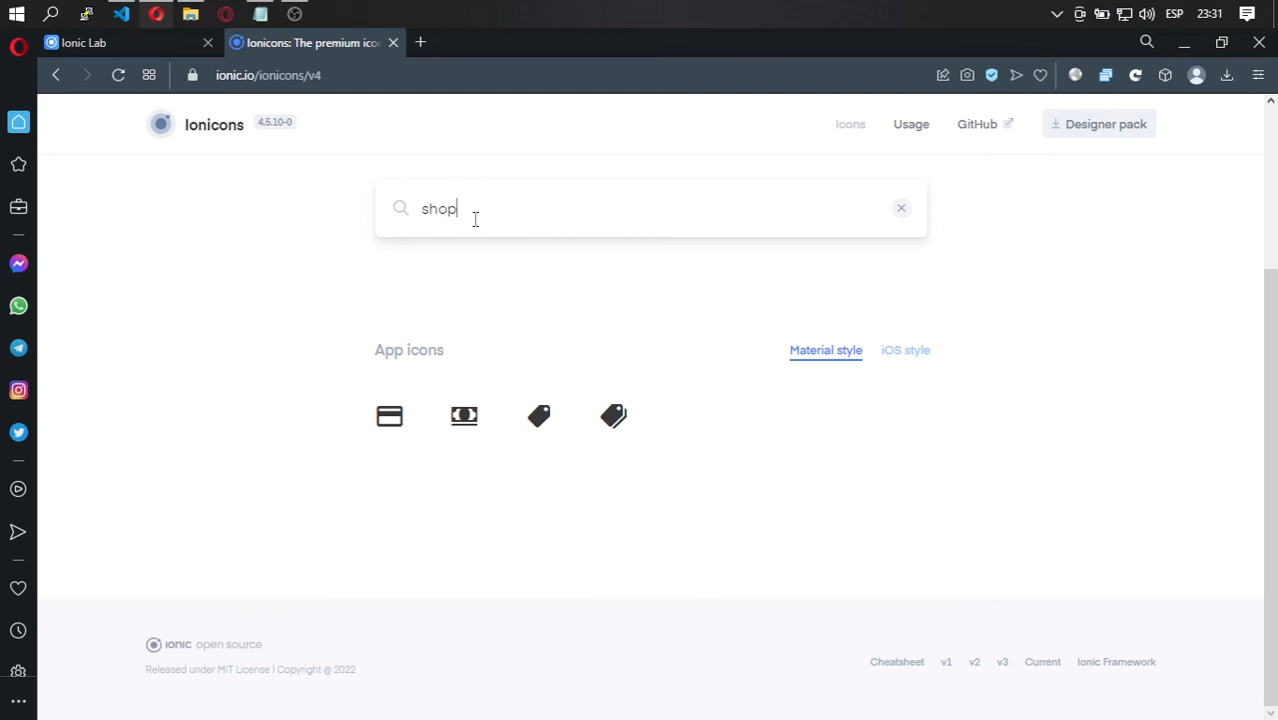 ESP 23:31
Ionic Lab
Ionicons: The premium ico
ionic.io/ionicons/v4
Ionicons 4.5.10-0
Icons Usage GitHub Designer pack
shop
App icons
Material style iOS style
ionic open source
Released under MIT License | Copyright @ 2022
Cheatsheet v1 v2 v3 Current Ionic Framework